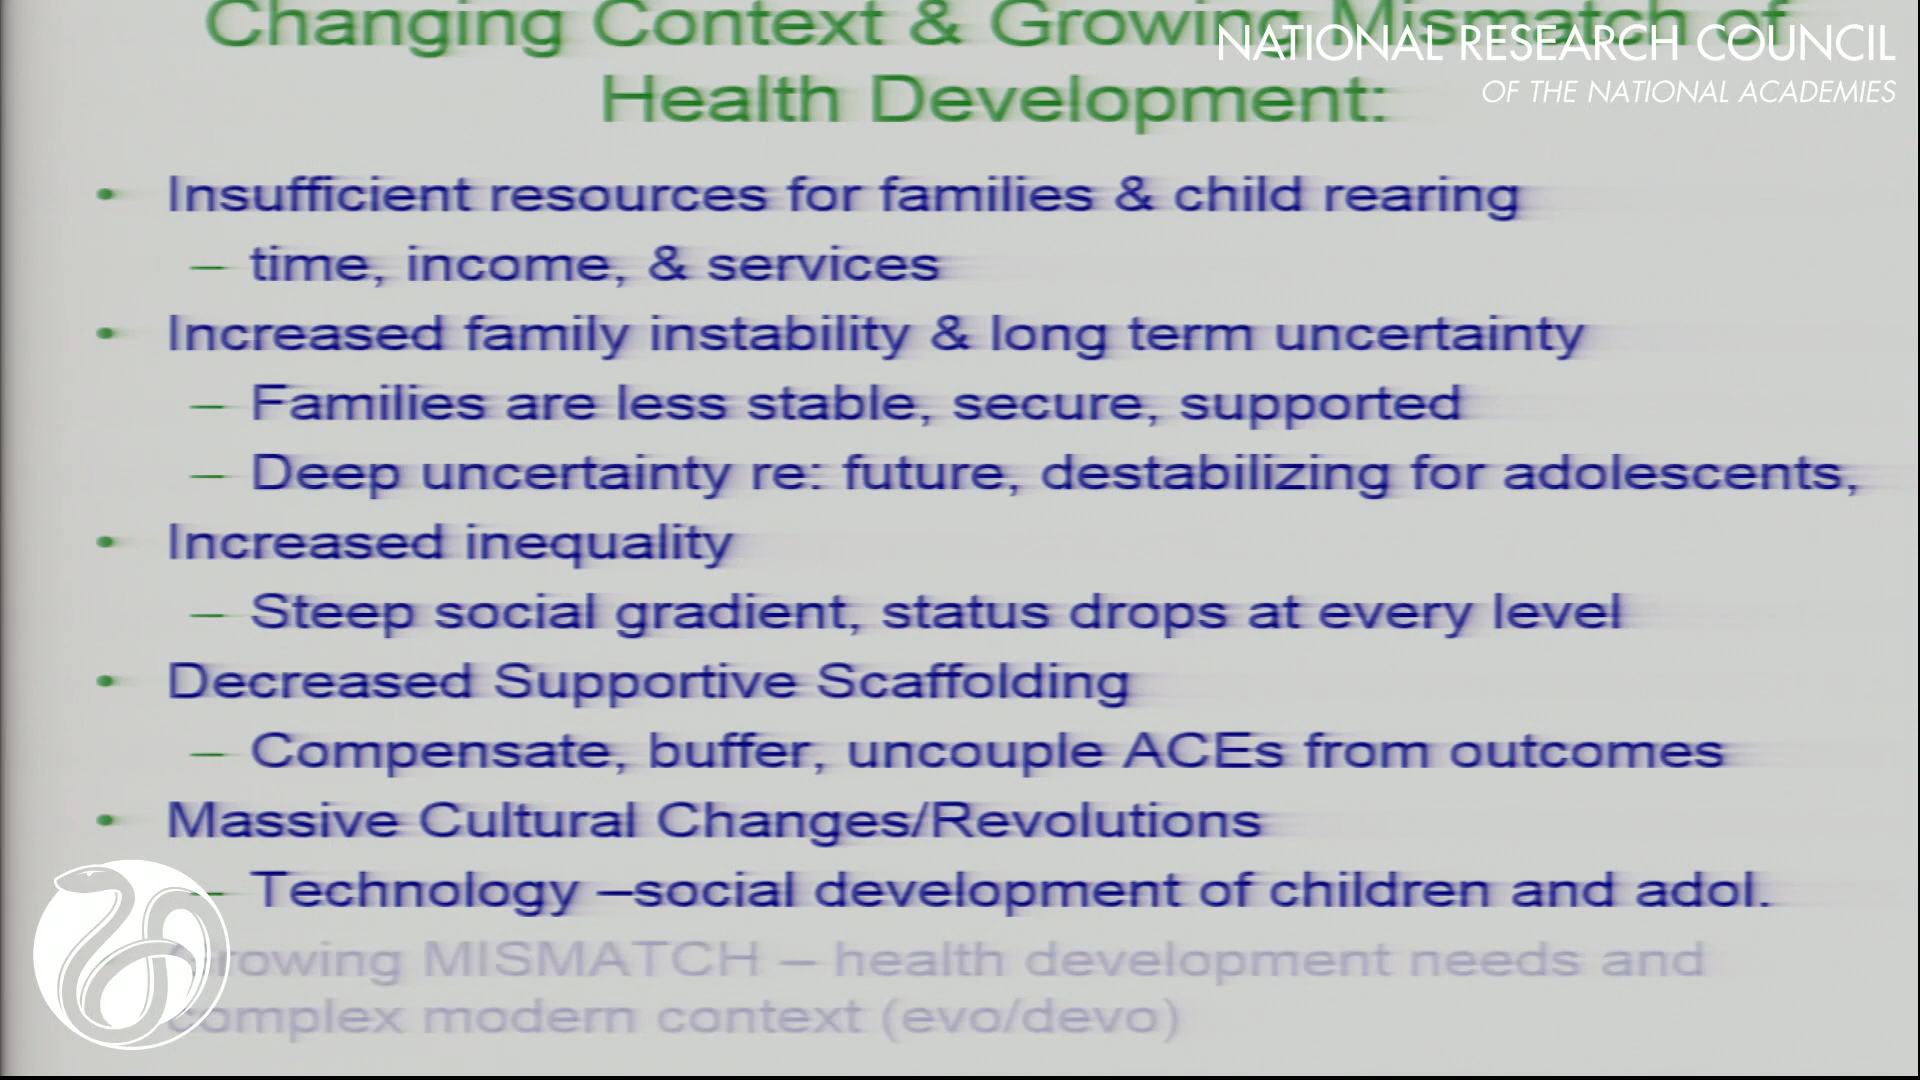 Changing Context & Growing Mismatch of
Health Development:
NATIONAL RESEARCH COUNCIL
OF THE NATIONAL ACADEMIES
• Insufficient resources for families & child rearing
– time, income, & services
• Increased family instability & long term uncertainty
– Families are less stable, secure, supported
– Deep uncertainty re: future, destabilizing for adolescents,
• Increased inequality
– Steep social gradient, status drops at every level
• Decreased Supportive Scaffolding
– Compensate, buffer, uncouple ACEs from outcomes
• Massive Cultural Changes/Revolutions
– Technology –social development of children and adol.
Growing MISMATCH – health development needs and
complex modern context (evo/devo)